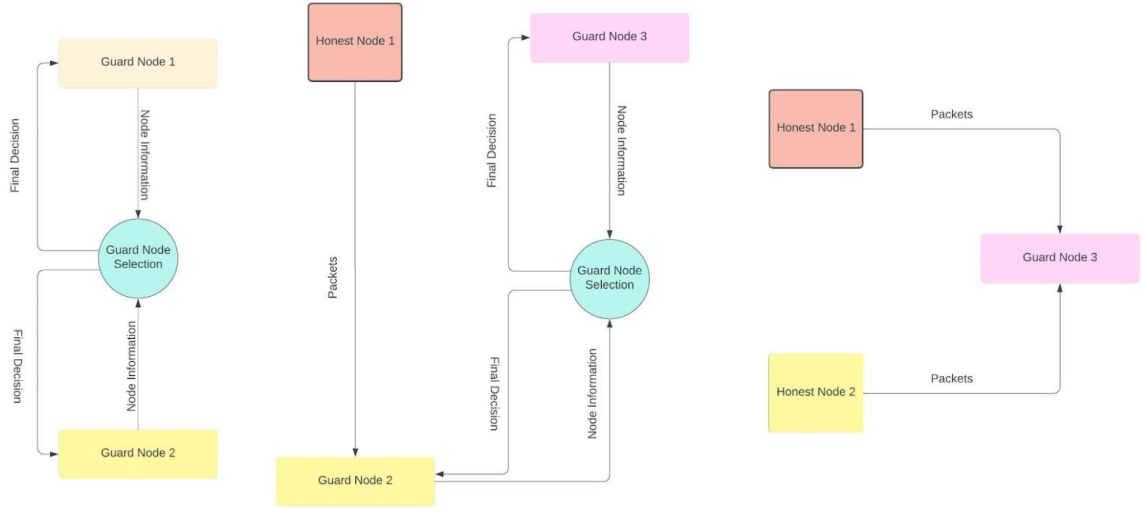 Guard Node 1
Final Decision
Node Information
Guard Node
Selection
Final Decision
Node Information
Guard Node 2
Honest Node 1
Packets
Guard Node 3
Final Decision
Node Information
Guard Node
Selection
Final Decision
Node Information
Guard Node 2
Honest Node 1
Packets
Guard Node 3
Honest Node 2
Packets